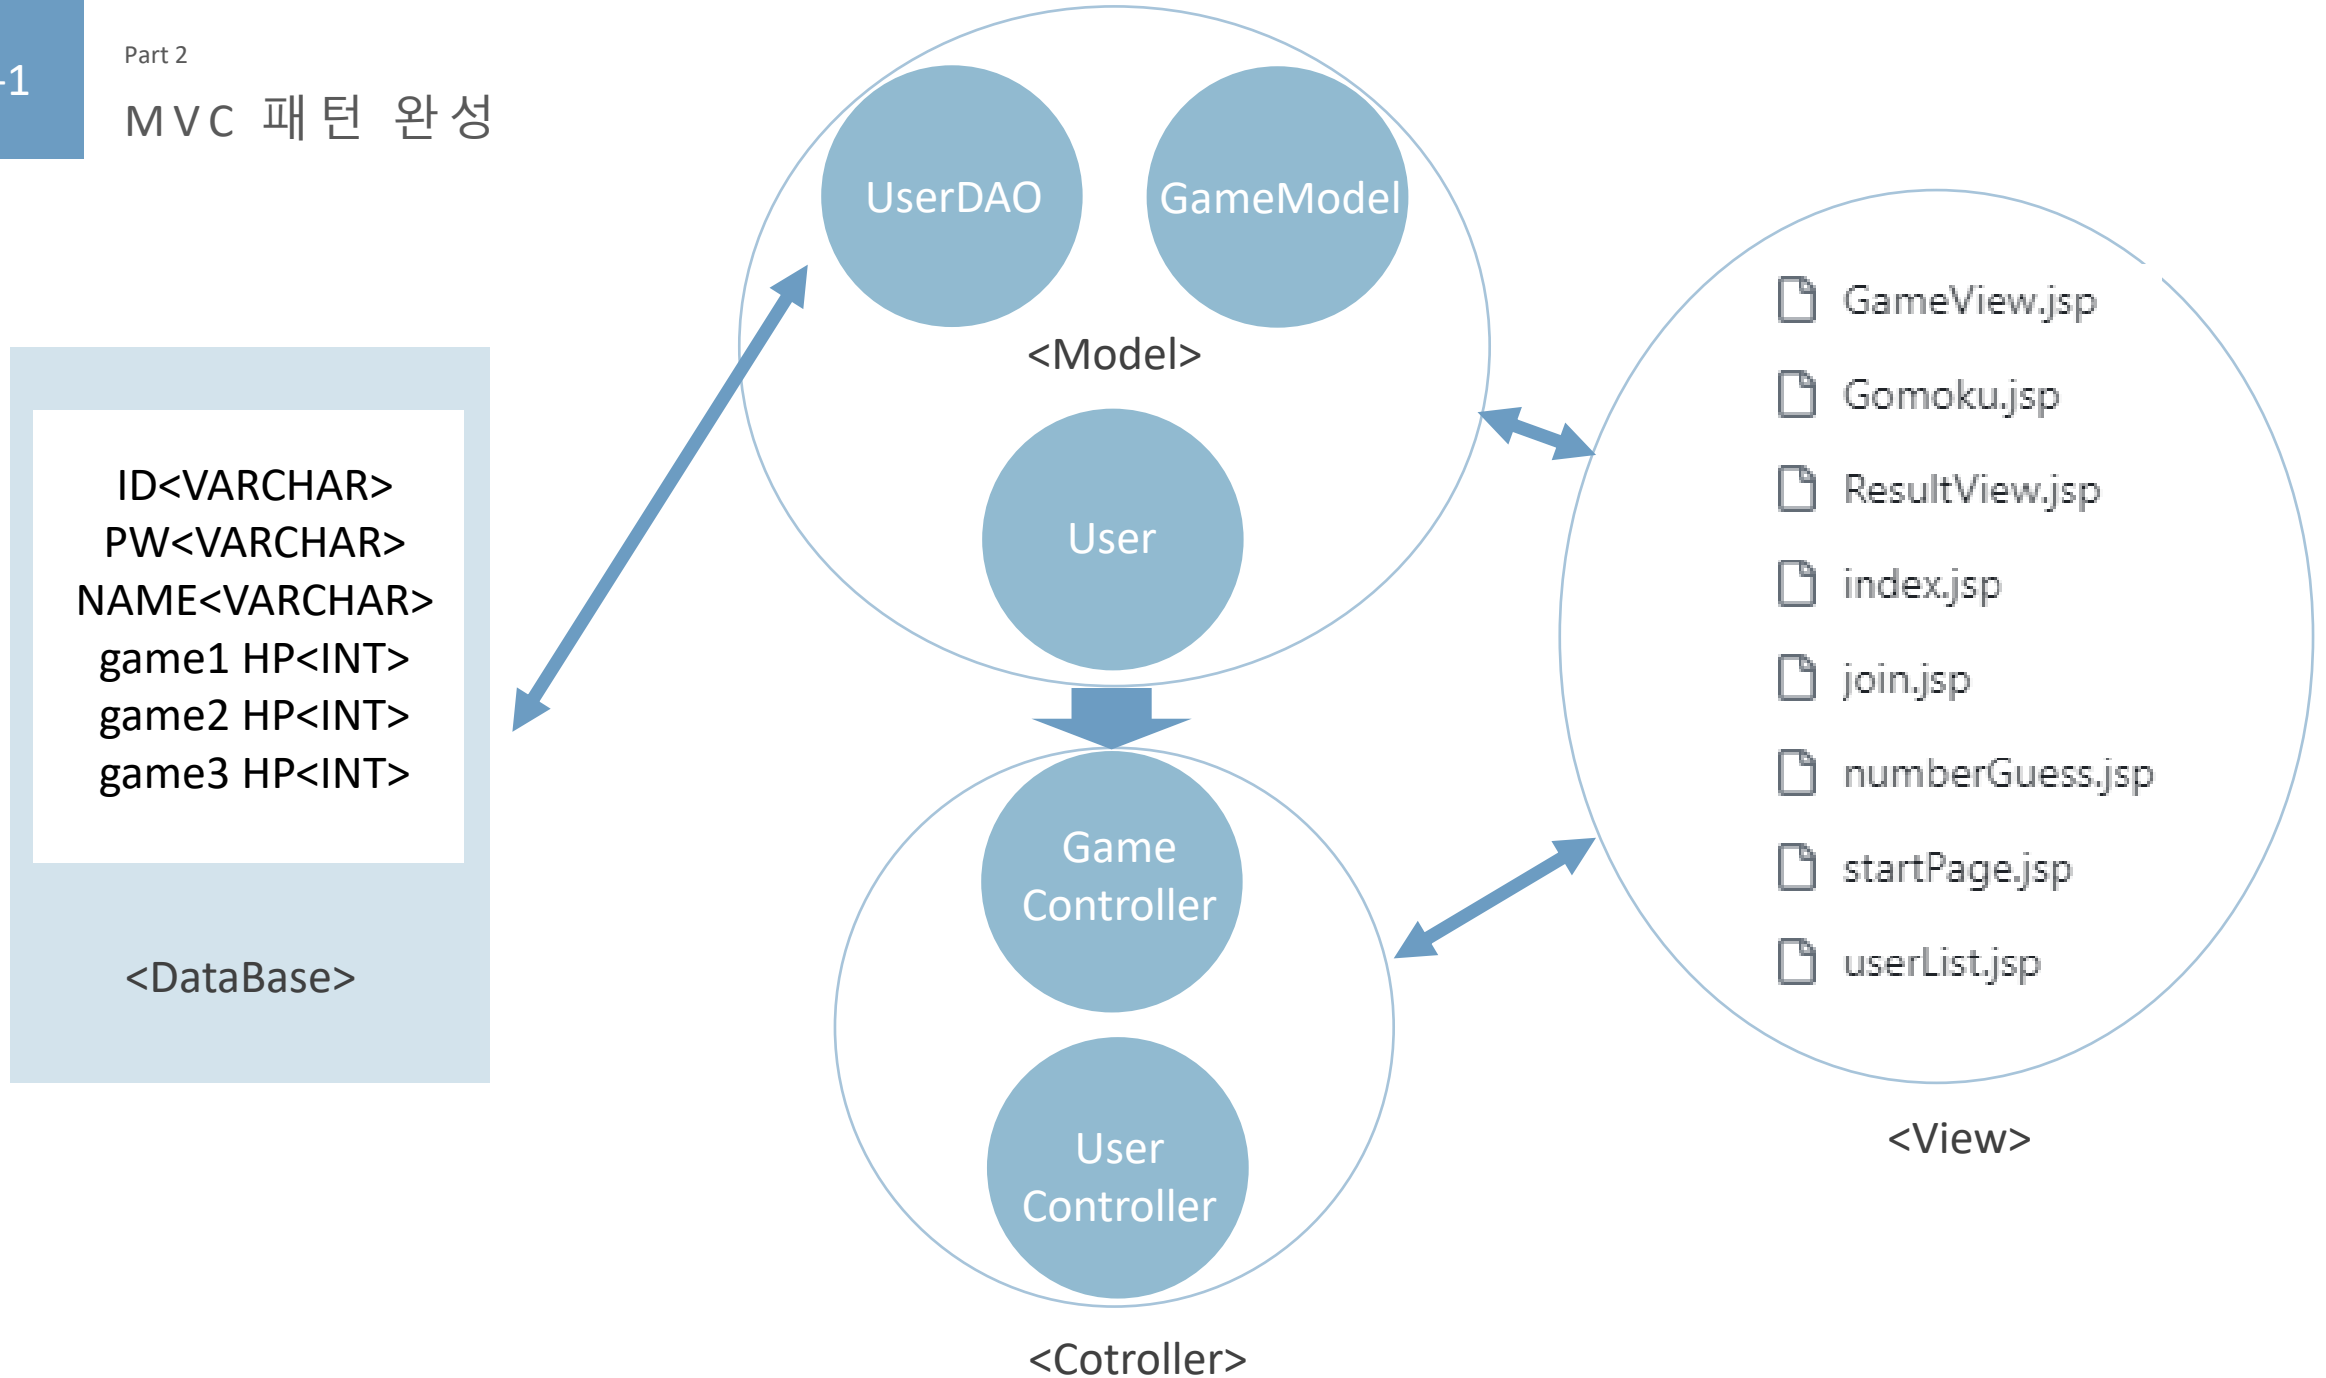 -1
Part 2
MVC 패턴 완성
UserDAO
GameModel
<Model>
User
ID<VARCHAR>
PW<VARCHAR>
NAME<VARCHAR>
game1 HP<INT>
game2 HP<INT>
game3 HP<INT>
<DataBase>
Game
Controller
User
Controller
<Cotroller>
GameView.jsp
Gomoku.jsp
ResultView.jsp
index.jsp
join.jsp
numberGuess.jsp
startPage.jsp
userList.jsp
<View>